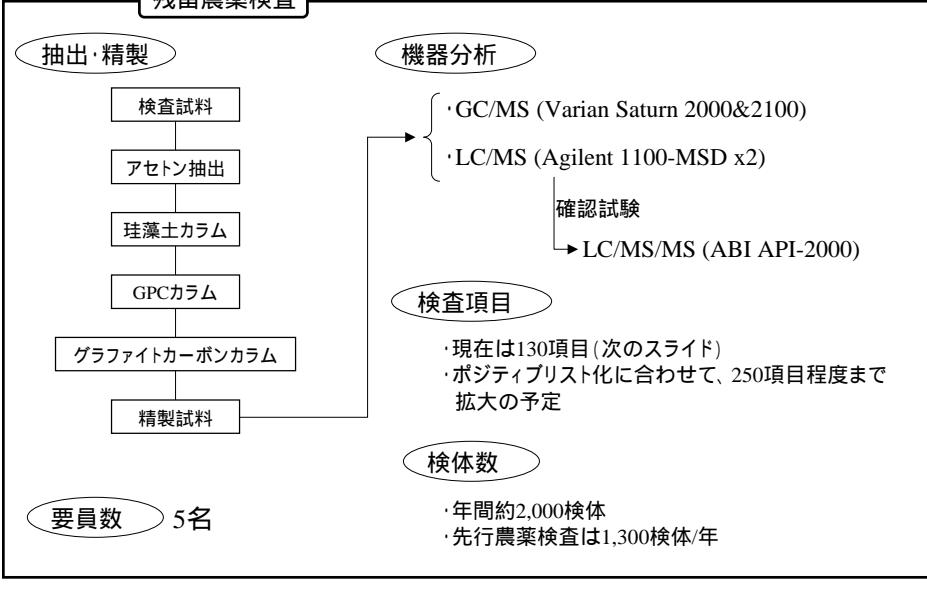 残留農薬検査
抽出・精製
検査試料
アセトン抽出
珪藻土カラム
GPCカラム
グラファイトカーボンカラム
精製試料
要員数 5名
機器分析
・GC/MS (Varian Saturn 2000&2100)
・LC/MS (Agilent 1100-MSD x2)
確認試験
LC/MS/MS (ABI API-2000)
検査項目
・現在は130項目(次のスライド)
・ポジティブリスト化に合わせて、250項目程度まで
拡大の予定
検体数
・年間約2,000検体
・先行農薬検査は1,300検体/年